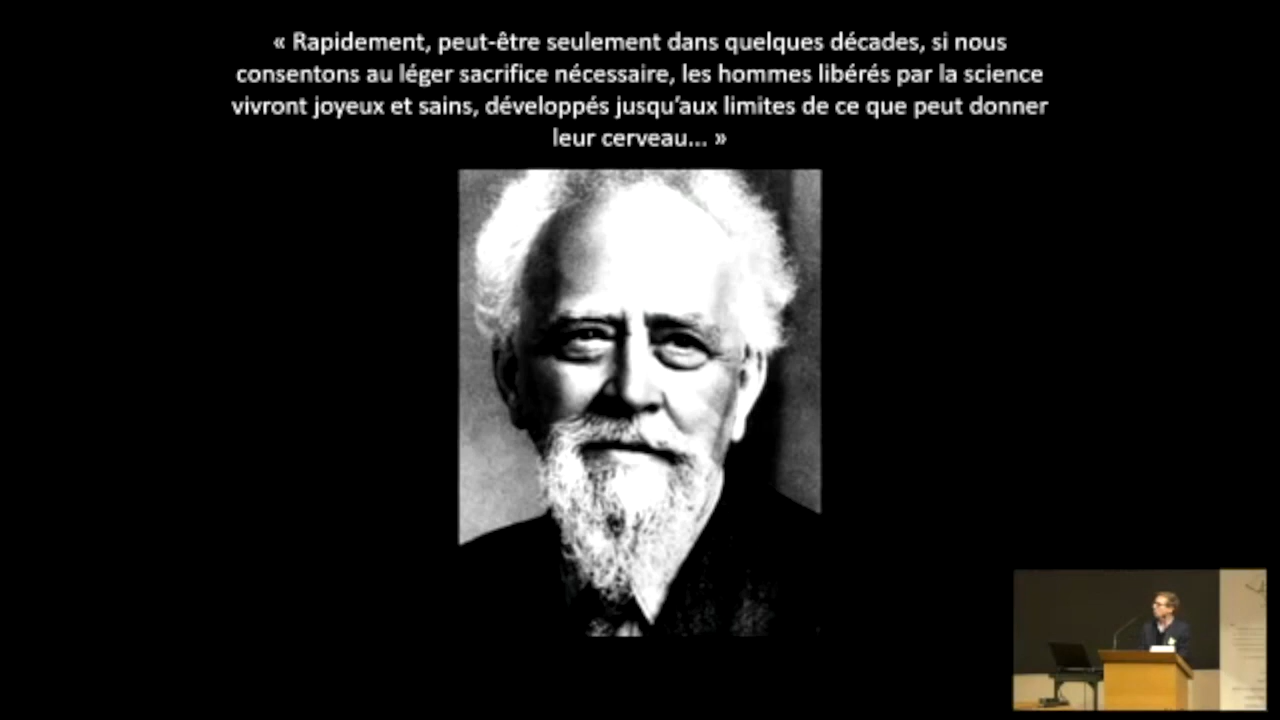 « Rapidement, peut-être seulement dans quelques décades, si nous
consentons au léger sacrifice nécessaire, les hommes libérés par la science
vivront joyeux et sains, développés jusqu’aux limites de ce que peut donner
leur cerveau... »